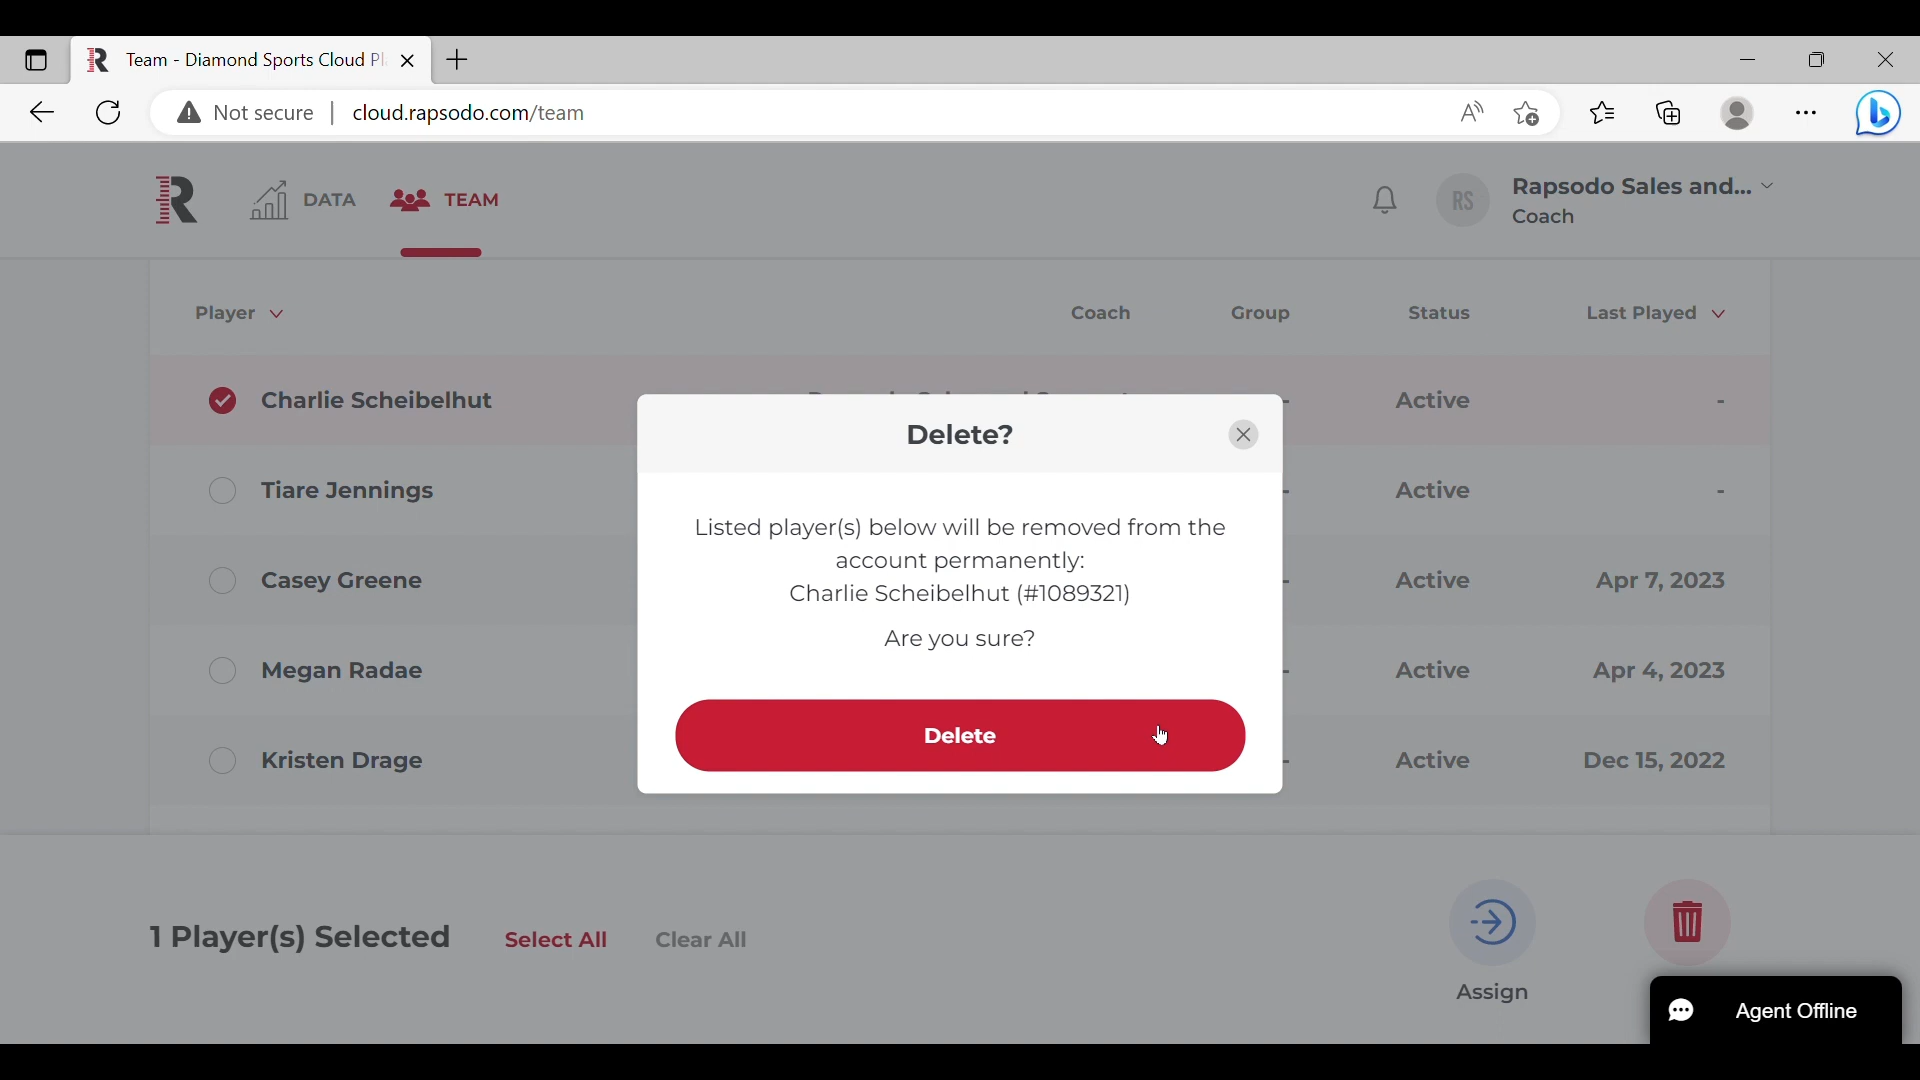 Team - Diamond Sports Cloud Pl
Not secure | cloud.rapsodo.com/team
R DATA TEAM
RS Rapsodo Sales and...
Coach
Player Coach Group Status Last Played
Charlie Scheibelhut Active -
Tiare Jennings - Active -
Casey Greene - Active Apr 7, 2023
Megan Radae - Active Apr 4, 2023
Kristen Drage - Active Dec 15, 2022
Delete?
Listed player(s) below will be removed from the
account permanently:
Charlie Scheibelhut (#1089321)
Are you sure?
Delete
1 Player(s) Selected Select All Clear All
Assign
Agent Offline